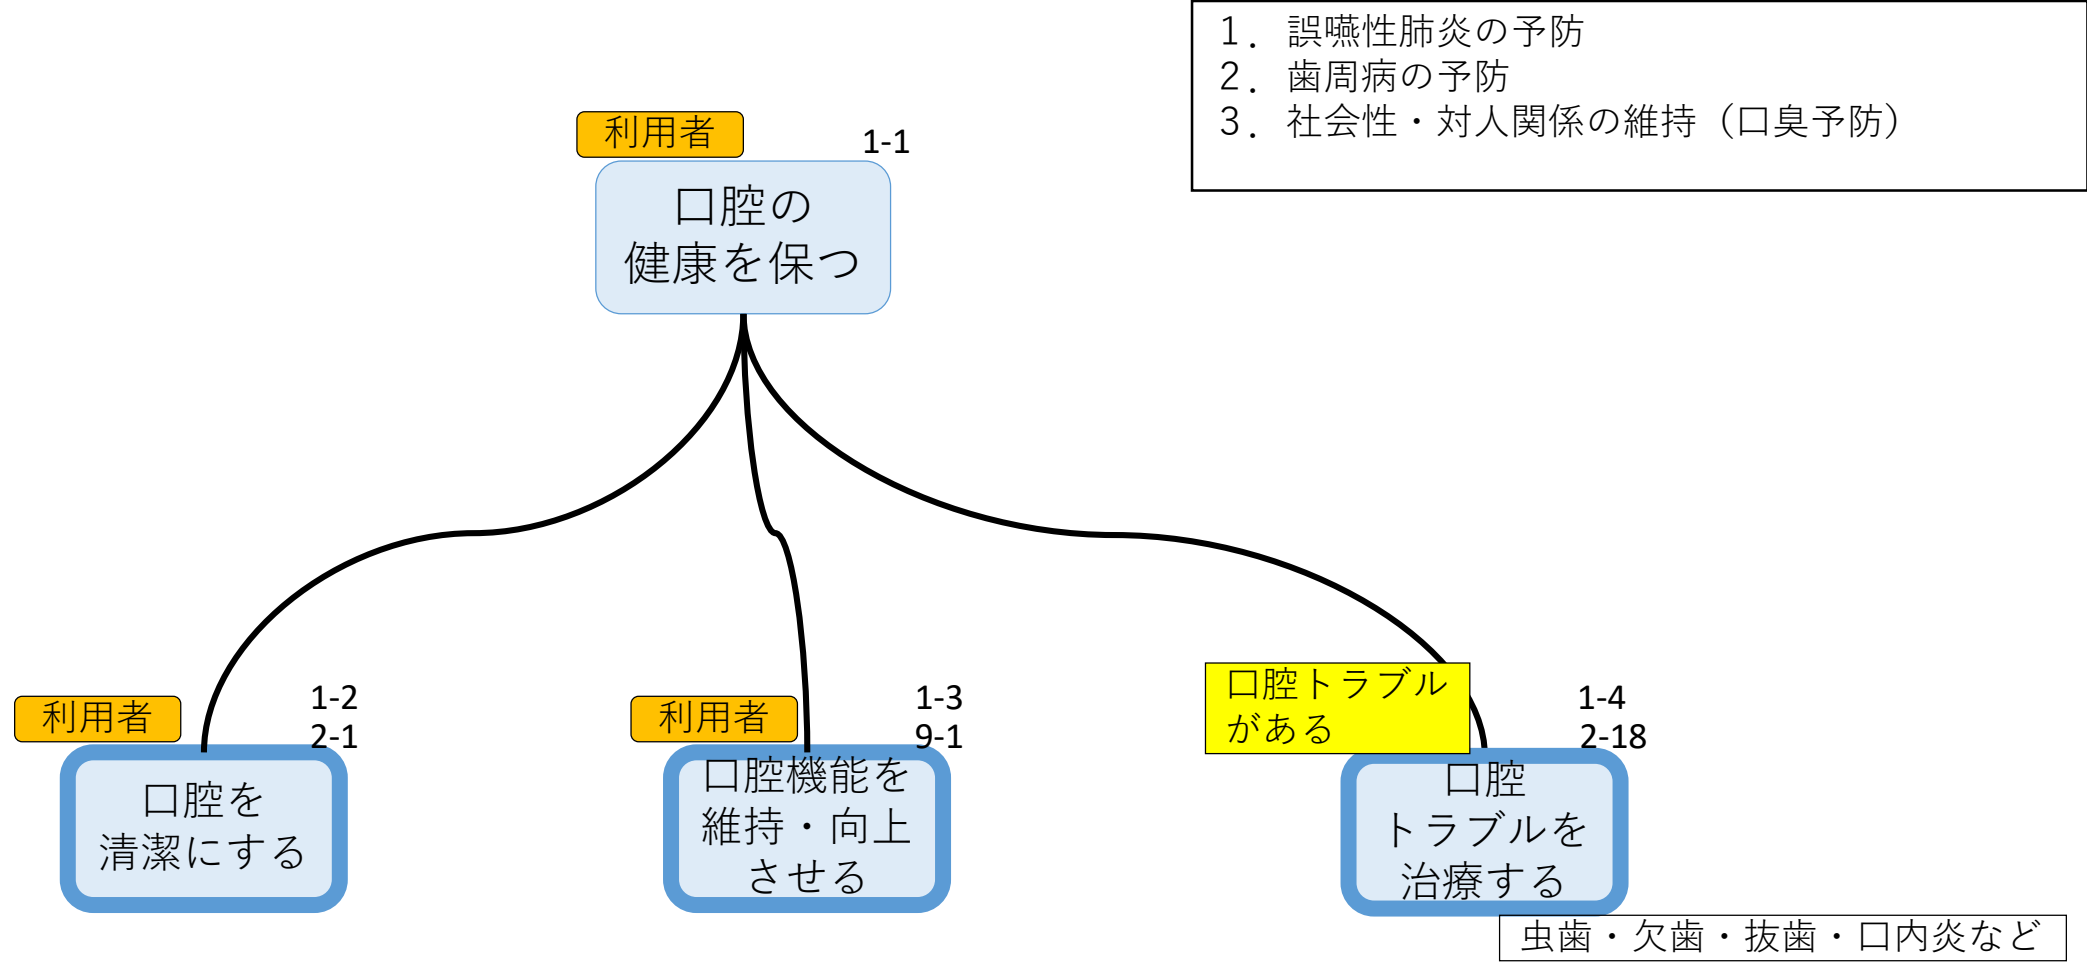 1．誤嚥性肺炎の予防
2．歯周病の予防
3．社会性・対人関係の維持（口臭予防）
利用者
1-1
口腔の
健康を保つ
利用者
1-2
2-1
口腔を
清潔にする
利用者
1-3
9-1
口腔機能を
維持・向上
させる
口腔トラブル
がある
1-4
2-18
口腔
トラブルを
治療する
虫歯・欠歯・抜歯・口内炎など